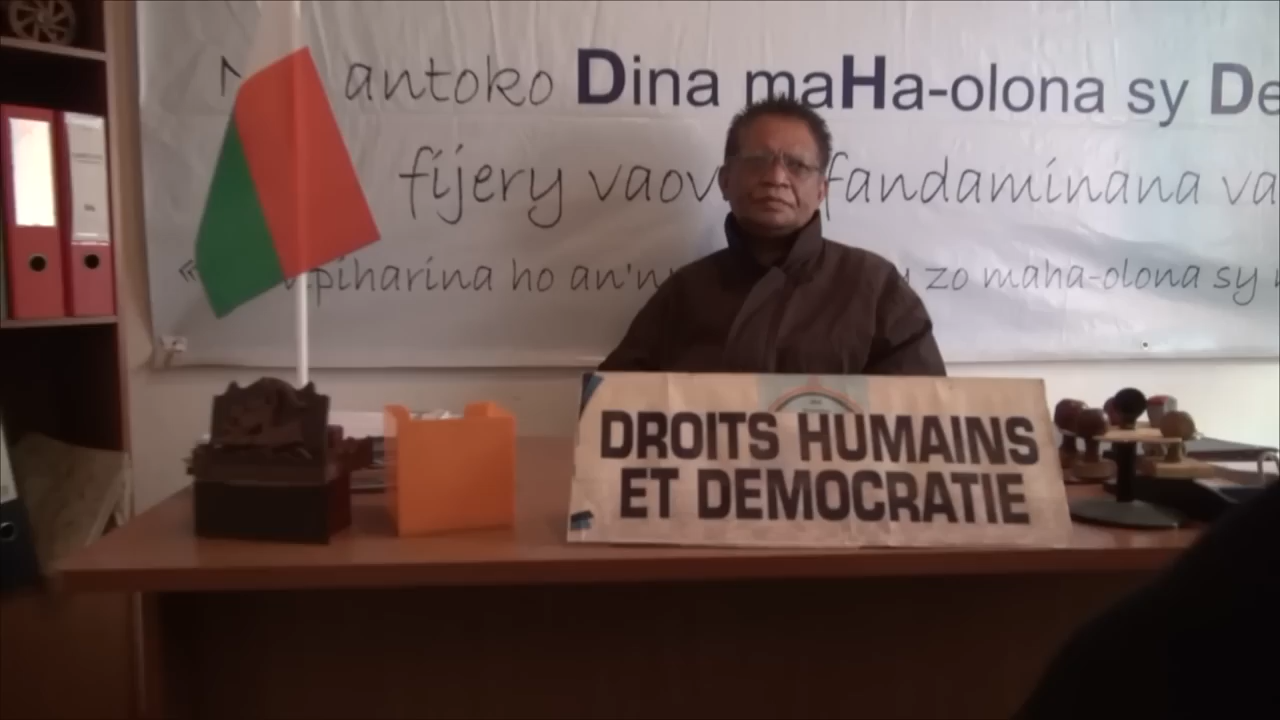 antoko Dina maHa-olona sy De
fijery vaov fandaminana va
piharina ho an'n zo maha-olona sy
DROITS HUMAINS
ET DEMOCRATIE